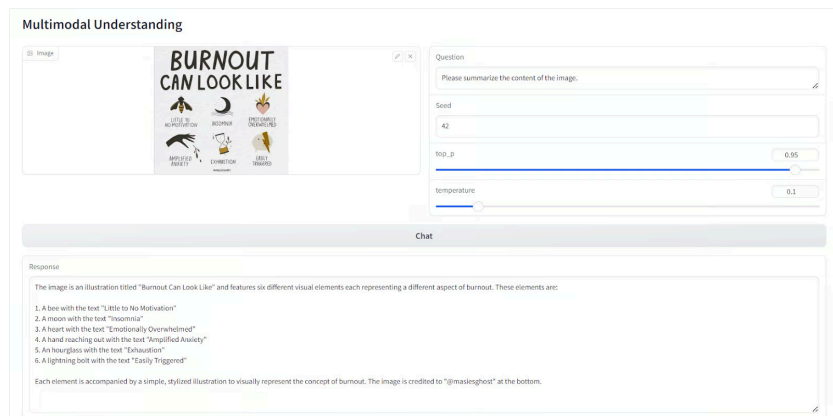 Multimodal Understanding
Image
BURNOUT
CAN LOOK LIKE
LITTLE TO
NO MOTIVATION
INSOMNIA
EMOTIONALLY
OVERWHELMED
AMPLIFIED
ANXIETY
EXHAUSTION
EASILY
TRIGGERED
Question
Please summarize the content of the image.
Seed
42
top_p
0.95
temperature
0.1
Chat
Response
The image is an illustration titled "Burnout Can Look Like" and features six different visual elements each representing a different aspect of burnout. These elements are:
1. A bee with the text "Little to No Motivation"
2. A moon with the text "Insomnia"
3. A heart with the text "Emotionally Overwhelmed"
4. A hand reaching out with the text "Amplified Anxiety"
5. An hourglass with the text "Exhaustion"
6. A lightning bolt with the text "Easily Triggered"
Each element is accompanied by a simple, stylized illustration to visually represent the concept of burnout. The image is credited to "@masiesghost" at the bottom.